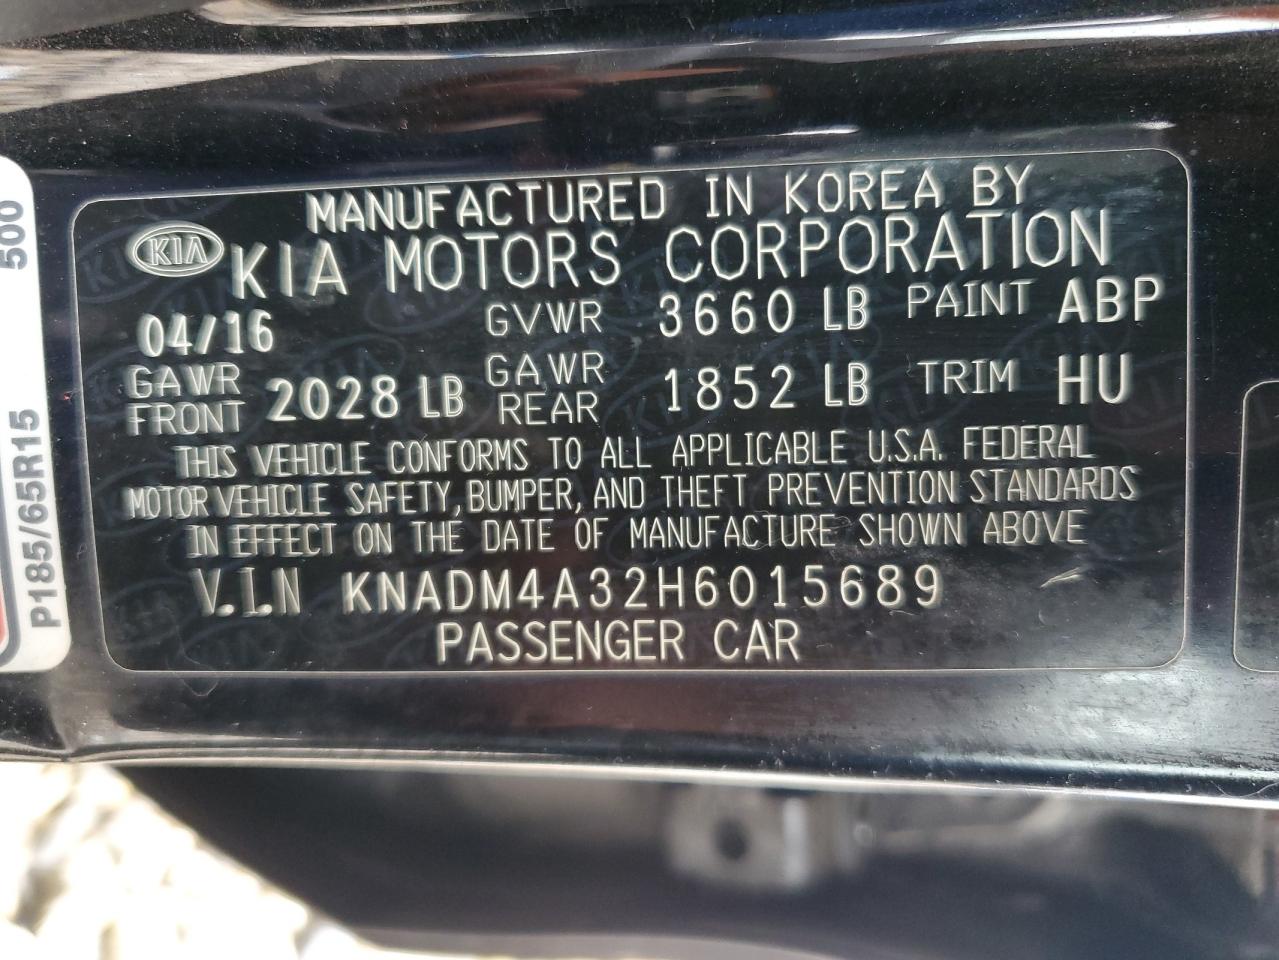 MANUFACTURED IN KOREA BY
KIA KIA MOTORS CORPORATION
04/16 GVWR 3660 LB PAINT ABP
GAWR FRONT 2028 LB GAWR REAR 1852 LB TRIM HU
THIS VEHICLE CONFORMS TO ALL APPLICABLE U.S.A. FEDERAL
MOTOR VEHICLE SAFETY, BUMPER, AND THEFT PREVENTION STANDARDS
IN EFFECT ON THE DATE OF MANUFACTURE SHOWN ABOVE
V.I.N KNADM4A32H6015689
PASSENGER CAR
P185/65R15
500